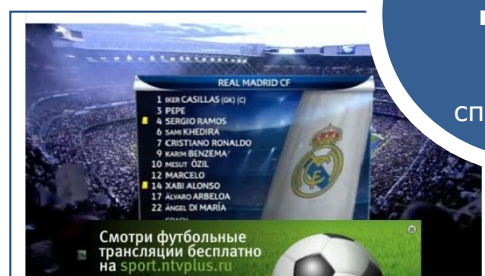 REAL MADRID CF
1 IKER CASILLAS (GK) (C)
3 PEPE
4 SERGIO RAMOS
6 SAMI KHEDIRA
7 CRISTIANO RONALDO
9 KARIM BENZEMA
10 MESUT ÖZIL
12 MARCELO
14 XABI ALONSO
17 ÁLVARO ARBELOA
22 ÁNGEL DI MARÍA
Смотри футбольные
трансляции бесплатно
на sport.ntvplus.ru
сп